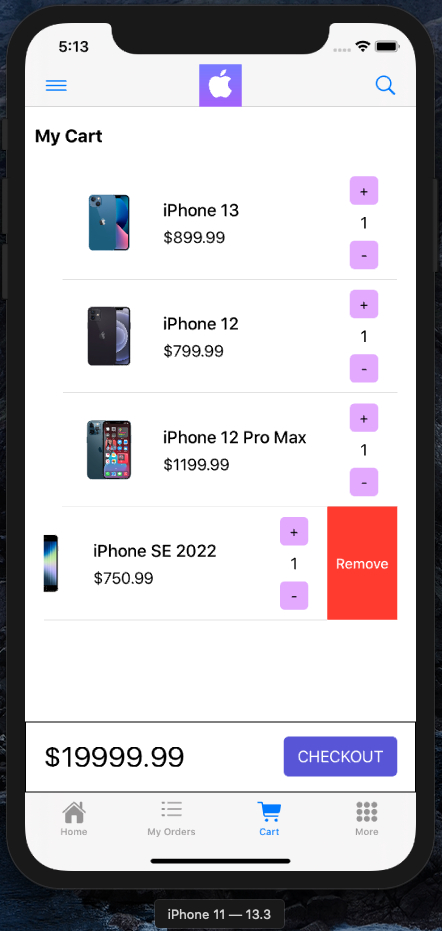 5:13
My Cart
iPhone 13
$899.99
+
1
-
iPhone 12
$799.99
+
1
-
iPhone 12 Pro Max
$1199.99
+
1
-
iPhone SE 2022
$750.99
+
1
-
Remove
$19999.99
CHECKOUT
Home
My Orders
Cart
More
iPhone 11 — 13.3